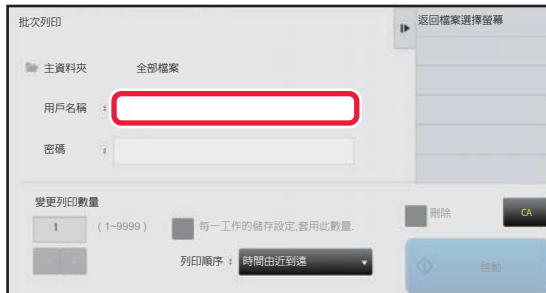 批次列印
返回檔案選擇螢幕
主資料夾 全部檔案
用戶名稱 :
密碼 :
變更列印數量
1 (1~9999) 每一工作的儲存設定,套用此數量.
刪除 CA
列印順序 : 時間由近到遠
啟動